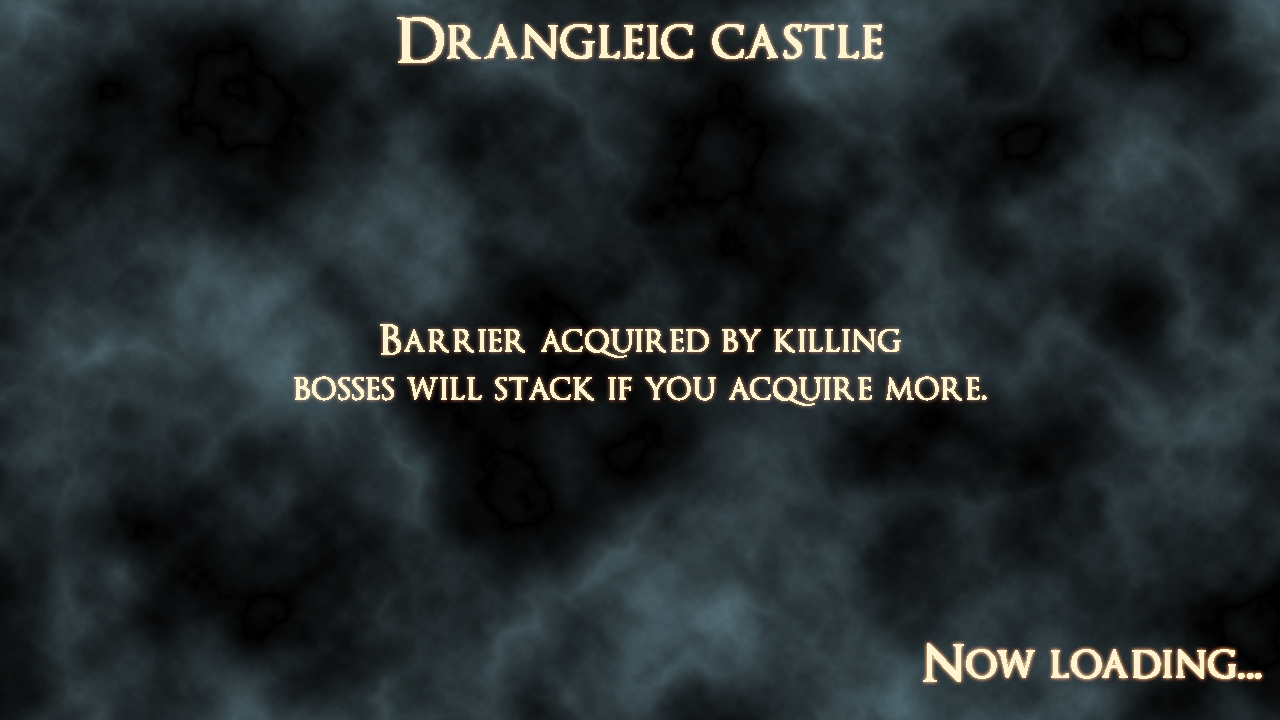 Drangleic castle
Barrier acquired by killing
bosses will stack if you acquire more.
Now loading...